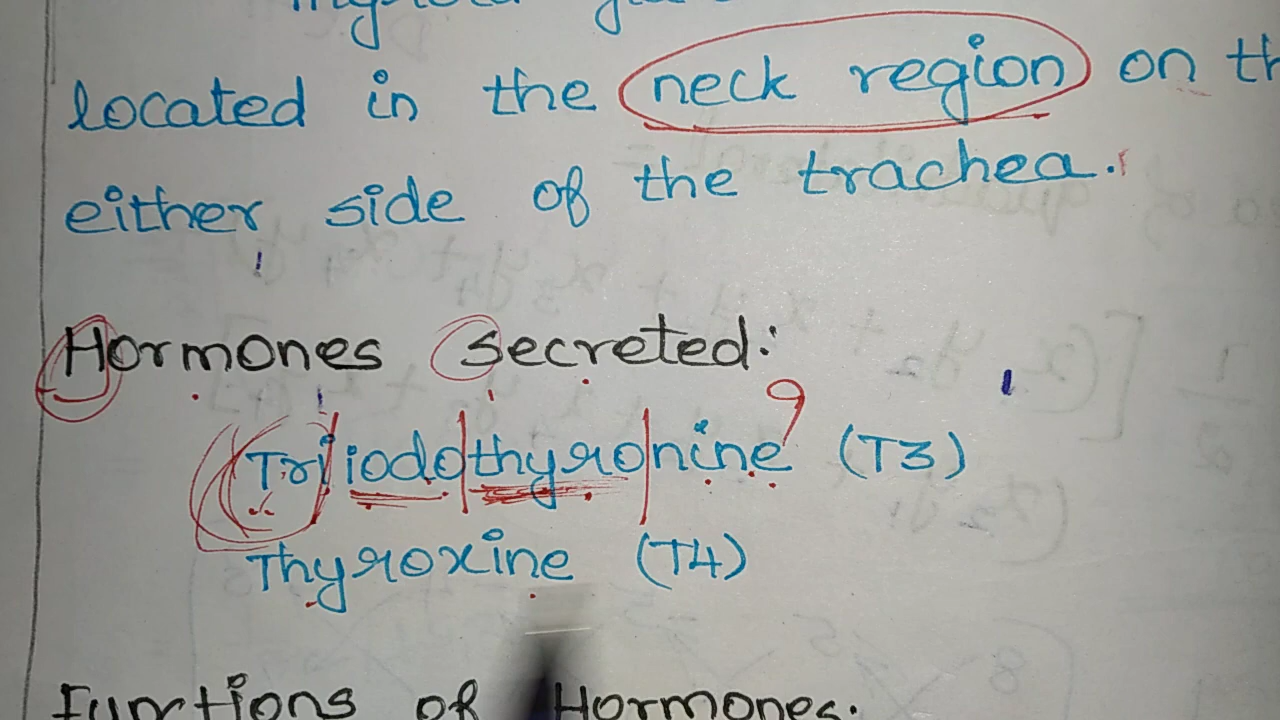 located in the neck region on
either side of the trachea.
Hormones Secreted:
Triiodothyronine (T3)
Thyroxine (T4)
Functions of Hormones.